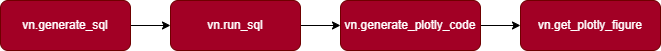 vn.generate_sql
vn.run_sql
vn.generate_plotly_code
vn.get_plotly_figure